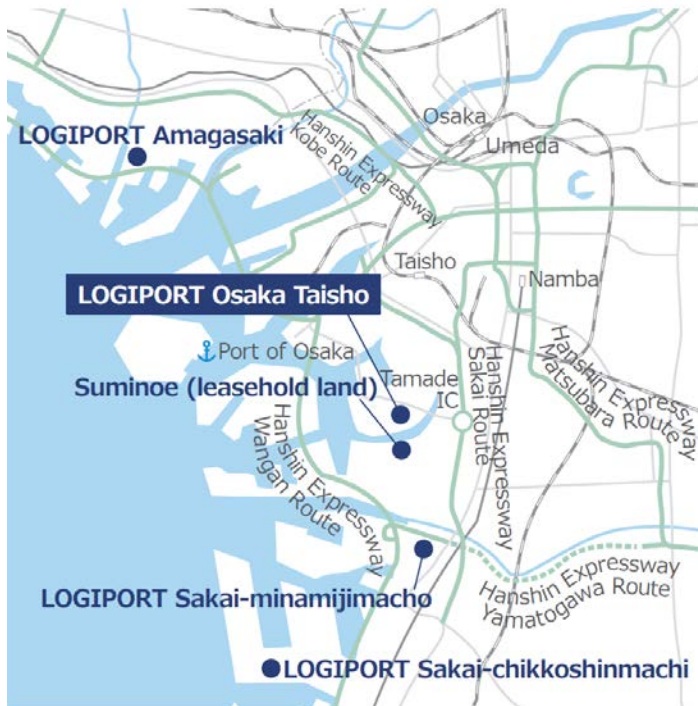 Osaka
Umeda
LOGIPORT Amagasaki
Hanshin Expressway
Kobe Route
Taisho
Namba
LOGIPORT Osaka Taisho
Port of Osaka
Suminoe (leasehold land)
Tamade
IC
Hanshin Expressway
Sakai Route
Hanshin Expressway
Matsubara Route
Hanshin Expressway
Wangan Route
LOGIPORT Sakai-minamijimacho
Hanshin Expressway
Yamatogawa Route
LOGIPORT Sakai-chikkoshinmachi